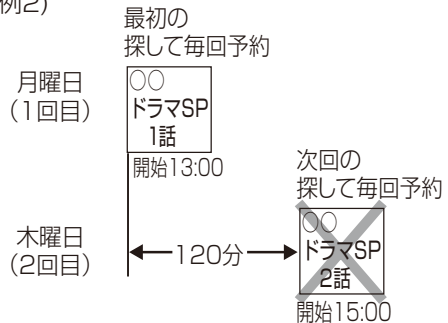 例2）
最初の
探して毎回予約
月曜日
（1回目）
○○
ドラマSP
1話
開始13:00
次回の
探して毎回予約
木曜日
（2回目）
120分
○○
ドラマSP
2話
開始15:00